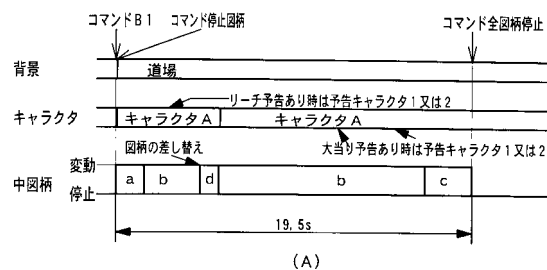 コマンドB1
コマンド停止図柄
コマンド全図柄停止
背景
道場
リーチ予告あり時は予告キャラクタ1又は2
キャラクタ
キャラクタA
キャラクタA
図柄の差し替え
大当り予告あり時は予告キャラクタ1又は2
中図柄
変動
停止
a
b
d
b
c
19,5s
(A)